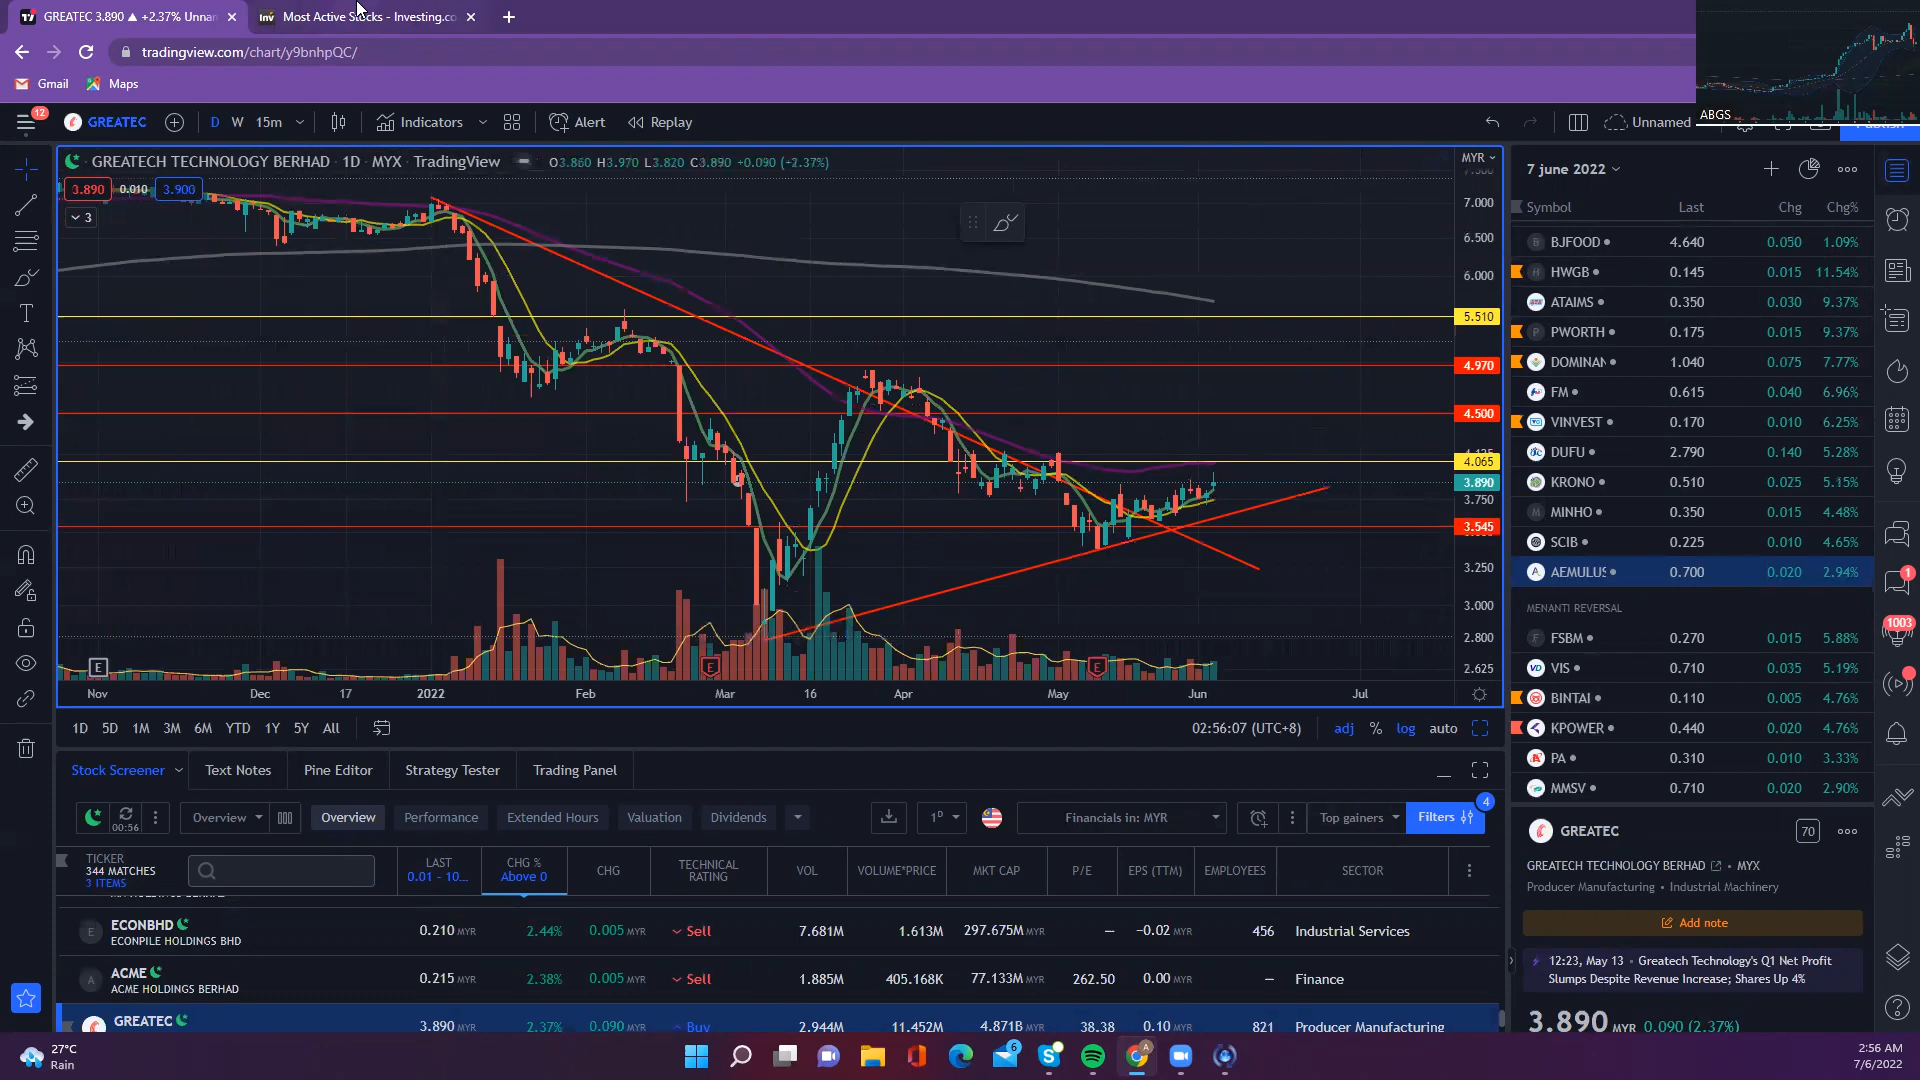 GREATEC 3.890 ▲ +2.37% Unnam
Most Active Stocks - Investing.co
tradingview.com/chart/y9bnhpQC/
Gmail
Maps
ABGS
12
GREATEC
D
W
15m
Indicators
Alert
Replay
Unnamed
GREATECH TECHNOLOGY BERHAD · 1D · MYX · TradingView
O3.860 H3.970 L3.820 C3.890 +0.090 (+2.37%)
MYR
3.890
0.010
3.900
3
7.000
6.500
6.000
5.510
4.970
4.500
4.065
3.890
3.750
3.545
3.250
3.000
2.800
2.625
E
E
E
Nov
Dec
17
2022
Feb
Mar
16
Apr
May
Jun
Jul
1D
5D
1M
3M
6M
YTD
1Y
5Y
All
02:56:07 (UTC+8)
adj
%
log
auto
Stock Screener
Text Notes
Pine Editor
Strategy Tester
Trading Panel
00:56
Overview
Overview
Performance
Extended Hours
Valuation
Dividends
1D
Financials in: MYR
Top gainers
Filters
4
TICKER
344 MATCHES
3 ITEMS
LAST
0.01 - 10...
CHG %
Above 0
CHG
TECHNICAL
RATING
VOL
VOLUME*PRICE
MKT CAP
P/E
EPS (TTM)
EMPLOYEES
SECTOR
E ECONBHD
ECONPILE HOLDINGS BHD
0.210 MYR 2.44% 0.005 MYR Sell 7.681M 1.613M 297.675M MYR — −0.02 MYR 456 Industrial Services
A ACME
ACME HOLDINGS BERHAD
0.215 MYR 2.38% 0.005 MYR Sell 1.885M 405.168K 77.133M MYR 262.50 0.00 MYR — Finance
GREATEC
3.890 MYR 2.37% 0.090 MYR Buy 2.944M 11.452M 4.871B MYR 38.38 0.10 MYR 821 Producer Manufacturing
7 june 2022
Symbol Last Chg Chg%
BJFOOD 4.640 0.050 1.09%
HWGB 0.145 0.015 11.54%
ATAIMS 0.350 0.030 9.37%
PWORTH 0.175 0.015 9.37%
DOMINAN 1.040 0.075 7.77%
FM 0.615 0.040 6.96%
VINVEST 0.170 0.010 6.25%
DUFU 2.790 0.140 5.28%
KRONO 0.510 0.025 5.15%
MINHO 0.350 0.015 4.48%
SCIB 0.225 0.010 4.65%
AEMULUS 0.700 0.020 2.94%
MENANTI REVERSAL
FSBM 0.270 0.015 5.88%
VIS 0.710 0.035 5.19%
BINTAI 0.110 0.005 4.76%
KPOWER 0.440 0.020 4.76%
PA 0.310 0.010 3.33%
MMSV 0.710 0.020 2.90%
GREATEC
70
GREATECH TECHNOLOGY BERHAD • MYX
Producer Manufacturing • Industrial Machinery
Add note
12:23, May 13 • Greatech Technology's Q1 Net Profit
Slumps Despite Revenue Increase; Shares Up 4%
3.890 MYR 0.090 (2.37%)
1
1003
27°C
Rain
6
2:56 AM
7/6/2022